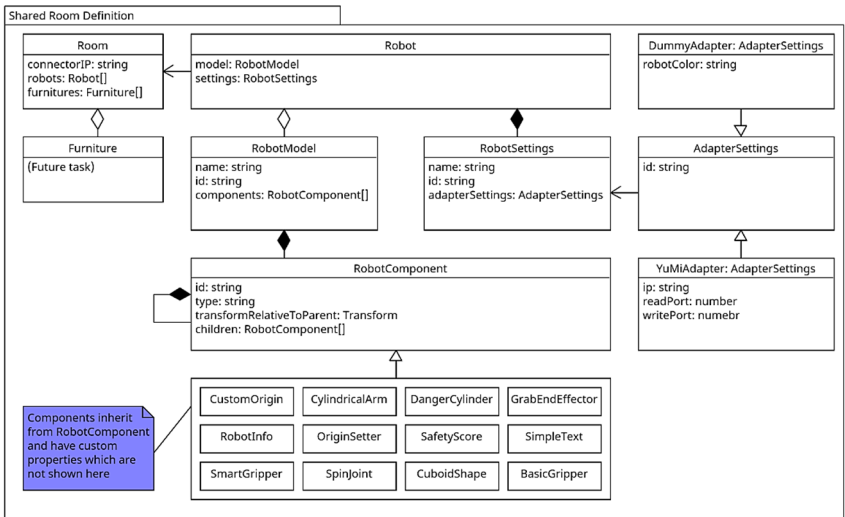 Shared Room Definition
Room
connectorIP: string
robots: Robot[]
furnitures: Furniture[]
Robot
model: RobotModel
settings: RobotSettings
DummyAdapter: AdapterSettings
robotColor: string
Furniture
(Future task)
RobotModel
name: string
id: string
components: RobotComponent[]
RobotSettings
name: string
id: string
adapterSettings: AdapterSettings
AdapterSettings
id: string
RobotComponent
id: string
type: string
transformRelativeToParent: Transform
children: RobotComponent[]
YuMiAdapter: AdapterSettings
ip: string
readPort: number
writePort: numebr
Components inherit
from RobotComponent
and have custom
properties which are
not shown here
CustomOrigin CylindricalArm DangerCylinder GrabEndEffector
RobotInfo OriginSetter SafetyScore SimpleText
SmartGripper SpinJoint CuboidShape BasicGripper